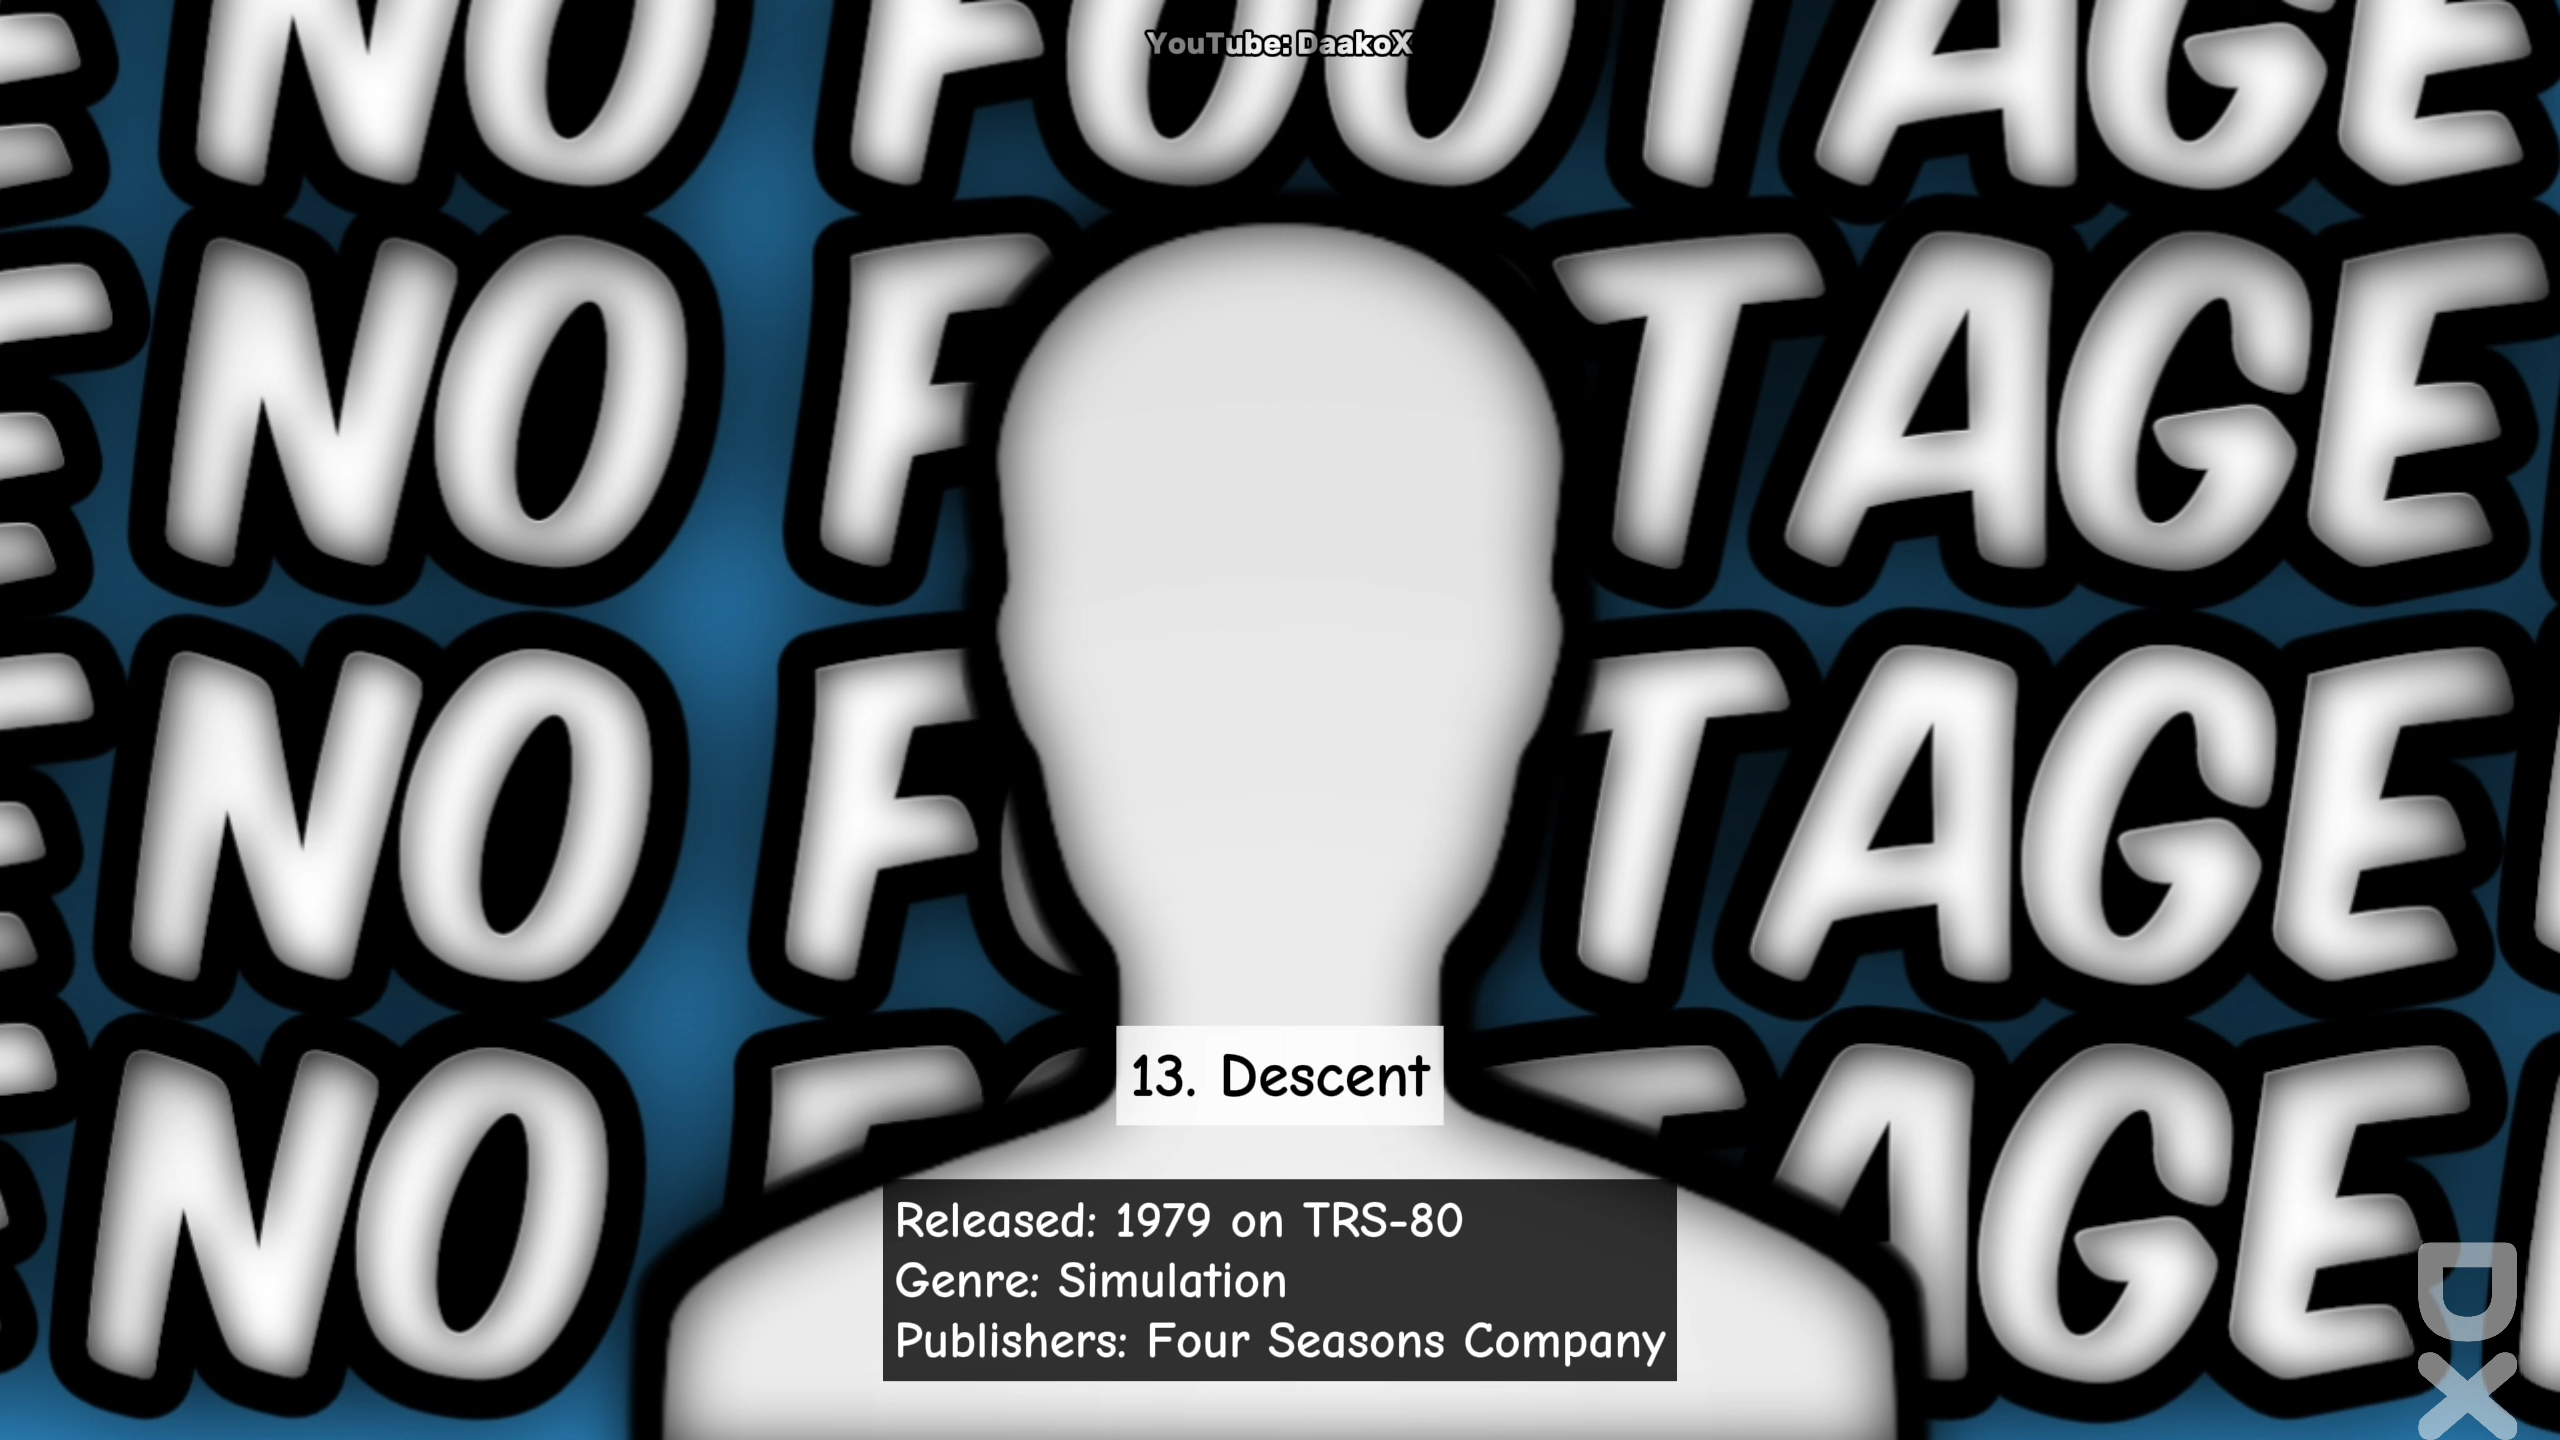 YouTube: DaakoX
NO FOOTAGE
NO F TAGE
NO F TAGE
NO F AGE
13. Descent
Released: 1979 on TRS-80
Genre: Simulation
Publishers: Four Seasons Company
DX